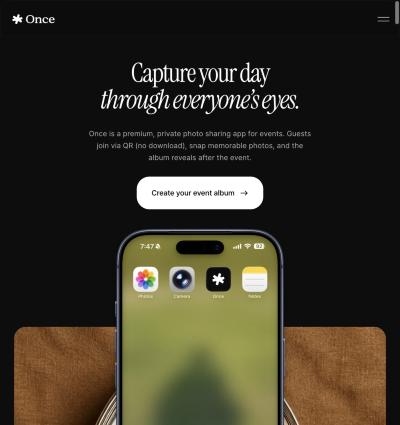 Once
Capture your day
through everyone's eyes.
Once is a premium, private photo sharing app for events. Guests
join via QR (no download), snap memorable photos, and the
album reveals after the event.
Create your event album →
7:47
92
Photos
Camera
Once
Notes